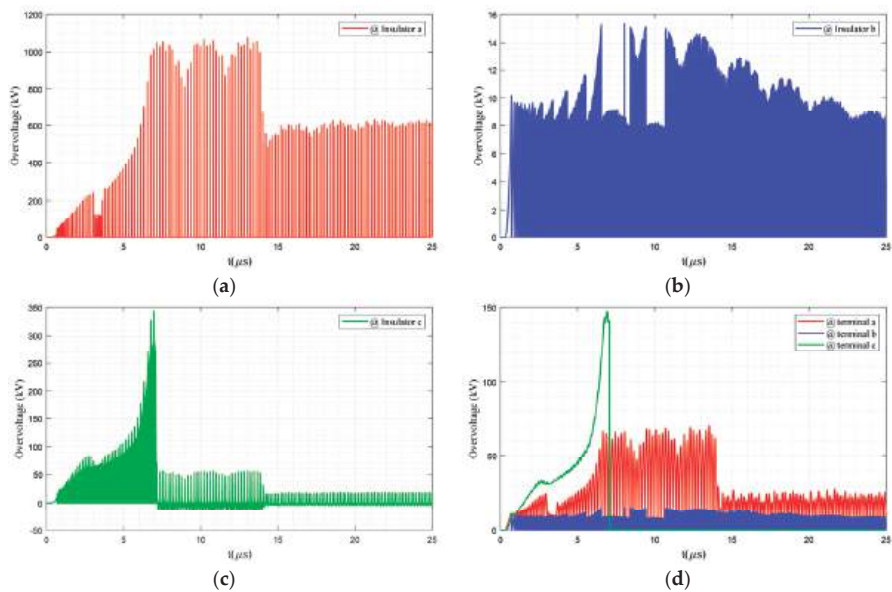 1200
1000
800
600
400
200
0
Overvoltage (kV)
@ Insulator a
0 5 10 15 20 25
t(μs)
(a)
16
14
12
10
8
6
4
2
0
Overvoltage (kV)
@ Insulator b
0 5 10 15 20 25
t(μs)
(b)
350
300
250
200
150
100
50
0
-50
Overvoltage (kV)
@ Insulator c
0 5 10 15 20 25
t(μs)
(c)
150
100
50
0
Overvoltage (kV)
@ terminal a
@ terminal b
@ terminal c
0 5 10 15 20 25
t(μs)
(d)